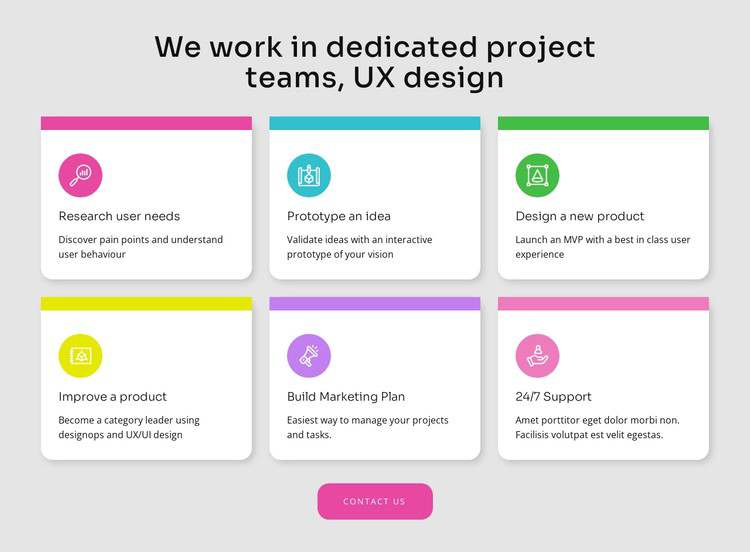 We work in dedicated project
teams, UX design
Research user needs
Discover pain points and understand
user behaviour
Prototype an idea
Validate ideas with an interactive
prototype of your vision
Design a new product
Launch an MVP with a best in class user
experience
Improve a product
Become a category leader using
designops and UX/UI design
Build Marketing Plan
Easiest way to manage your projects
and tasks.
24/7 Support
Amet porttitor eget dolor morbi non.
Facilisis volutpat est velit egestas.
CONTACT US